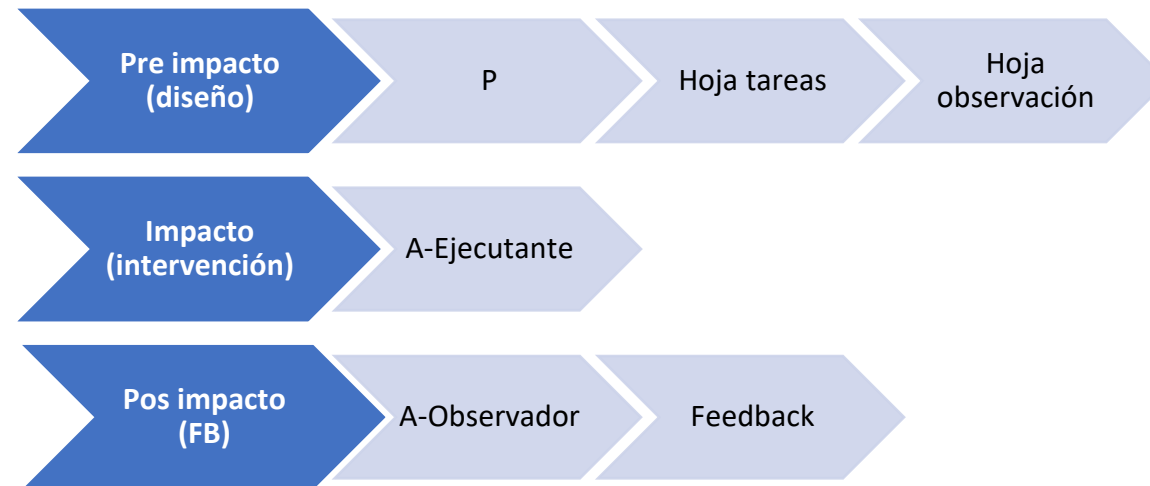 Pre impacto
(diseño)
P
Hoja tareas
Hoja
observación
Impacto
(intervención)
A-Ejecutante
Pos impacto
(FB)
A-Observador
Feedback